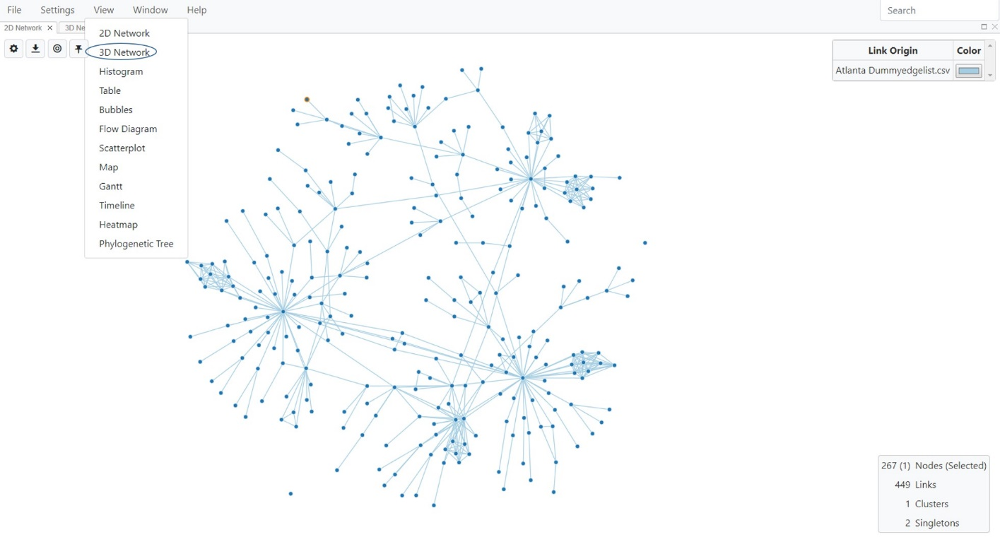 File Settings View Window Help Search
2D Network × 3D Ne
2D Network
3D Network
Histogram
Table
Bubbles
Flow Diagram
Scatterplot
Map
Gantt
Timeline
Heatmap
Phylogenetic Tree
Link Origin Color
Atlanta Dummyedgelist.csv
267 (1) Nodes (Selected)
449 Links
1 Clusters
2 Singletons